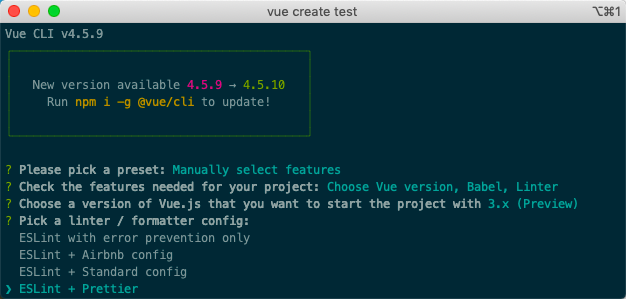 vue create test
⌥⌘1
Vue CLI v4.5.9
New version available 4.5.9 → 4.5.10
Run npm i -g @vue/cli to update!
? Please pick a preset: Manually select features
? Check the features needed for your project: Choose Vue version, Babel, Linter
? Choose a version of Vue.js that you want to start the project with 3.x (Preview)
? Pick a linter / formatter config:
ESLint with error prevention only
ESLint + Airbnb config
ESLint + Standard config
❯ ESLint + Prettier